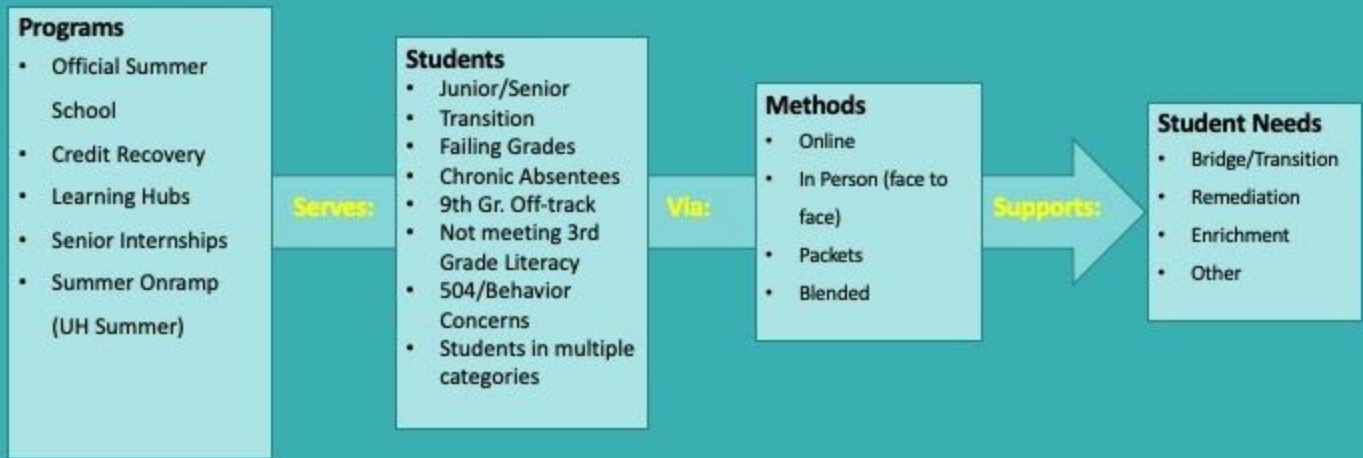 Programs
• Official Summer
School
• Credit Recovery
• Learning Hubs
• Senior Internships
• Summer Onramp
(UH Summer)
Serves:
Students
• Junior/Senior
• Transition
• Failing Grades
• Chronic Absentees
• 9th Gr. Off-track
• Not meeting 3rd
Grade Literacy
• 504/Behavior
Concerns
• Students in multiple
categories
Via:
Methods
• Online
• In Person (face to
face)
• Packets
• Blended
Supports:
Student Needs
• Bridge/Transition
• Remediation
• Enrichment
• Other